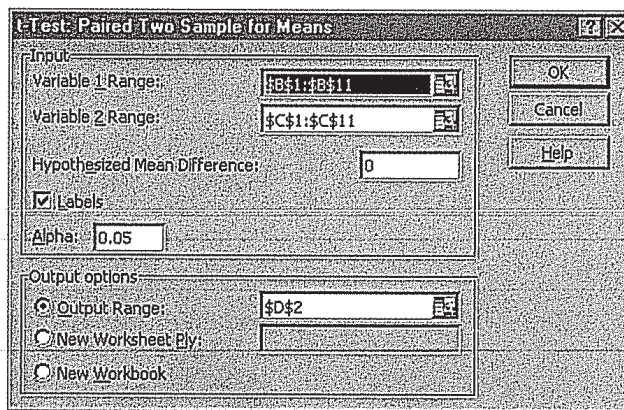 t-Test: Paired Two Sample for Means
Input
Variable 1 Range: $B$1:$B$11
Variable 2 Range: $C$1:$C$11
Hypothesized Mean Difference: 0
Labels
Alpha: 0.05
OK
Cancel
Help
Output options
Output Range: $D$2
New Worksheet Ply:
New Workbook